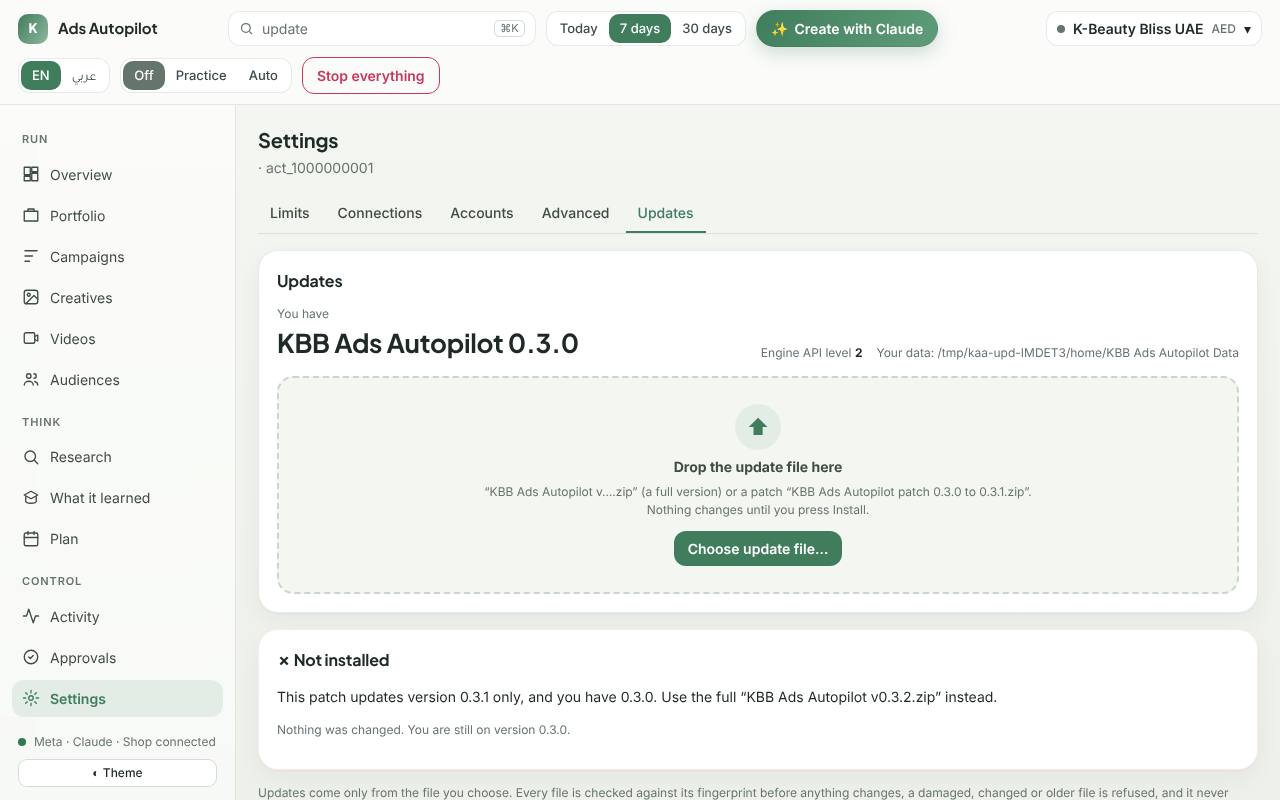 K
Ads Autopilot
update
⌘K
Today
7 days
30 days
✨ Create with Claude
K-Beauty Bliss UAE AED ▾
EN
عربي
Off
Practice
Auto
Stop everything
RUN
Overview
Portfolio
Campaigns
Creatives
Videos
Audiences
THINK
Research
What it learned
Plan
CONTROL
Activity
Approvals
Settings
Meta · Claude · Shop connected
Theme
Settings
· act_1000000001
Limits
Connections
Accounts
Advanced
Updates
Updates
You have
KBB Ads Autopilot 0.3.0
Engine API level 2
Your data: /tmp/kaa-upd-IMDET3/home/KBB Ads Autopilot Data
Drop the update file here
“KBB Ads Autopilot v….zip” (a full version) or a patch “KBB Ads Autopilot patch 0.3.0 to 0.3.1.zip”.
Nothing changes until you press Install.
Choose update file…
× Not installed
This patch updates version 0.3.1 only, and you have 0.3.0. Use the full “KBB Ads Autopilot v0.3.2.zip” instead.
Nothing was changed. You are still on version 0.3.0.
Updates come only from the file you choose. Every file is checked against its fingerprint before anything changes, a damaged, changed or older file is refused, and it never